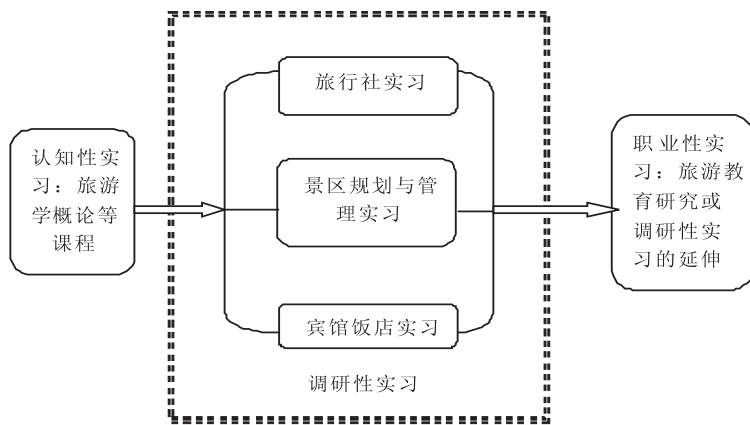 认知性实
习：旅游
学概论等
课程
旅行社实习
景区规划与管
理实习
宾馆饭店实习
调研性实习
职业性实
习：旅游教
育研究或
调研性实
习的延伸